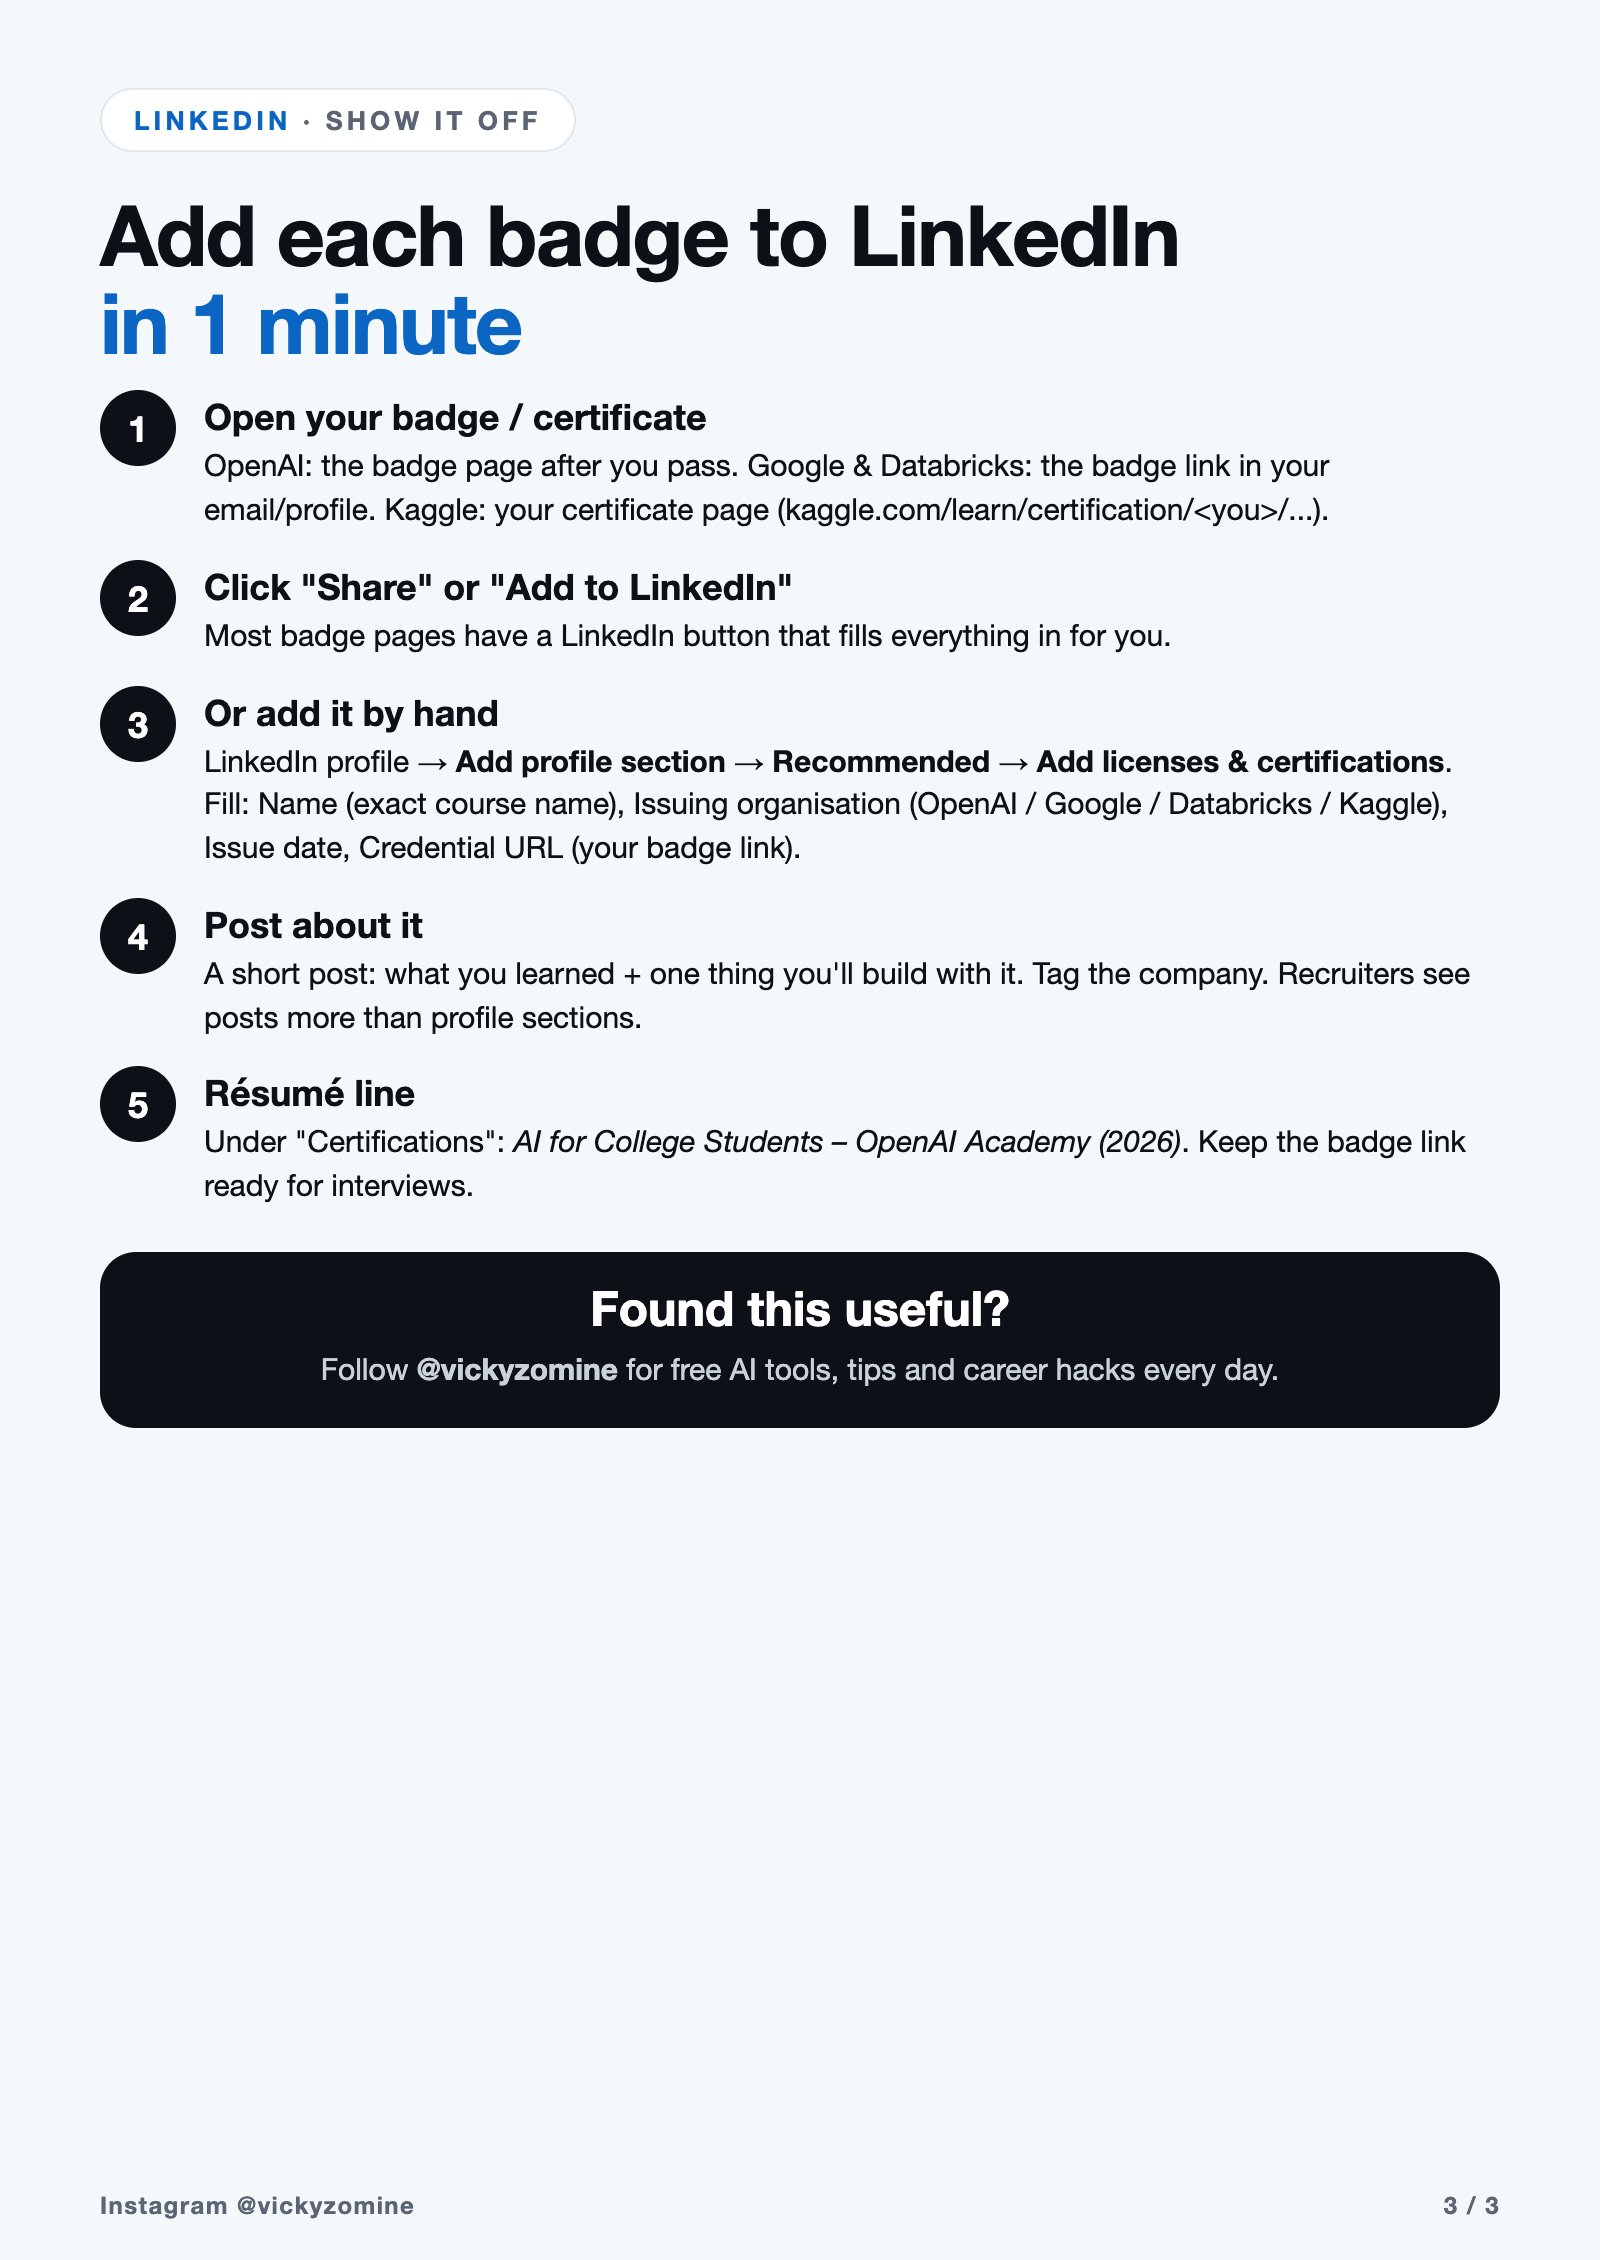 LINKEDIN · SHOW IT OFF
Add each badge to LinkedIn
in 1 minute
1
Open your badge / certificate
OpenAI: the badge page after you pass. Google & Databricks: the badge link in your
email/profile. Kaggle: your certificate page (kaggle.com/learn/certification/<you>/...).
2
Click "Share" or "Add to LinkedIn"
Most badge pages have a LinkedIn button that fills everything in for you.
3
Or add it by hand
LinkedIn profile → Add profile section → Recommended → Add licenses & certifications.
Fill: Name (exact course name), Issuing organisation (OpenAI / Google / Databricks / Kaggle),
Issue date, Credential URL (your badge link).
4
Post about it
A short post: what you learned + one thing you'll build with it. Tag the company. Recruiters see
posts more than profile sections.
5
Résumé line
Under "Certifications": AI for College Students – OpenAI Academy (2026). Keep the badge link
ready for interviews.
Found this useful?
Follow @vickyzomine for free AI tools, tips and career hacks every day.
Instagram @vickyzomine
3 / 3